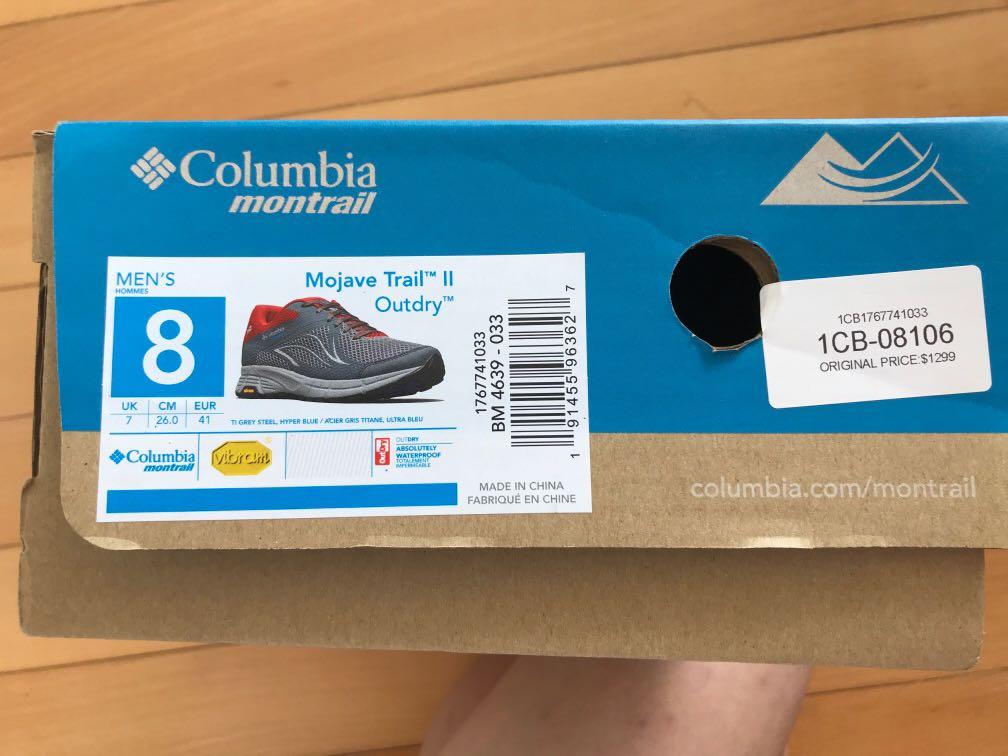 Columbia
montrail
MEN'S
HOMMES
8
UK CM EUR
7 26.0 41
Mojave Trail™ II
Outdry™
TI GREY STEEL, HYPER BLUE / ACIER GRIS TITANE, ULTRA BLEU
1767741033
BM 4639 - 033
1 91455 96362 7
Columbia
montrail
vibram®
OutDry
OUTDRY
ABSOLUTELY
WATERPROOF
TOTALEMENT
IMPERMÉABLE
MADE IN CHINA
FABRIQUÉ EN CHINE
1CB1767741033
1CB-08106
ORIGINAL PRICE:$1299
columbia.com/montrail